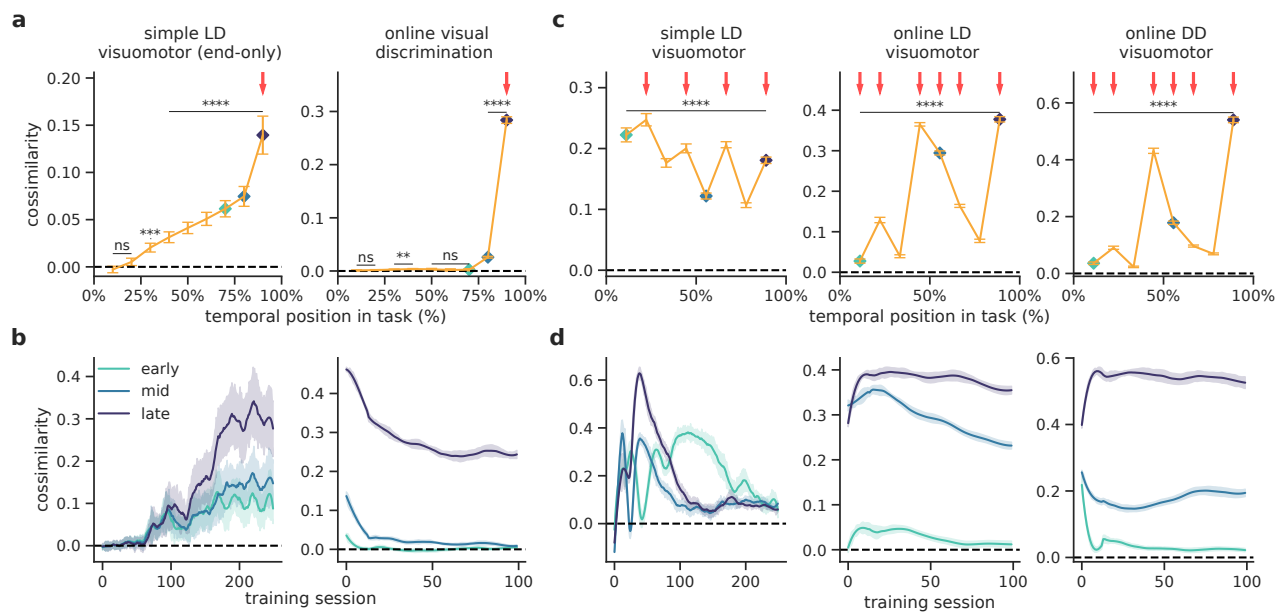 a
simple LD
visuomotor (end-only)
online visual
discrimination
cossimilarity
0.20
0.15
0.10
0.05
0.00
ns
***
****
0% 25% 50% 75% 100%
0.3
0.2
0.1
0.0
ns
**
ns
****
0% 25% 50% 75% 100%
temporal position in task (%)
c
simple LD
visuomotor
online LD
visuomotor
online DD
visuomotor
****
0.3
0.2
0.1
0.0
0% 50% 100%
****
0.4
0.3
0.2
0.1
0.0
0% 50% 100%
****
0.6
0.4
0.2
0.0
0% 50% 100%
temporal position in task (%)
b
cossimilarity
early
mid
late
0.4
0.3
0.2
0.1
0.0
0 100 200
0.4
0.3
0.2
0.1
0.0
0 50 100
training session
d
0.6
0.4
0.2
0.0
0 100 200
0.4
0.3
0.2
0.1
0.0
0 50 100
0.6
0.4
0.2
0.0
0 50 100
training session